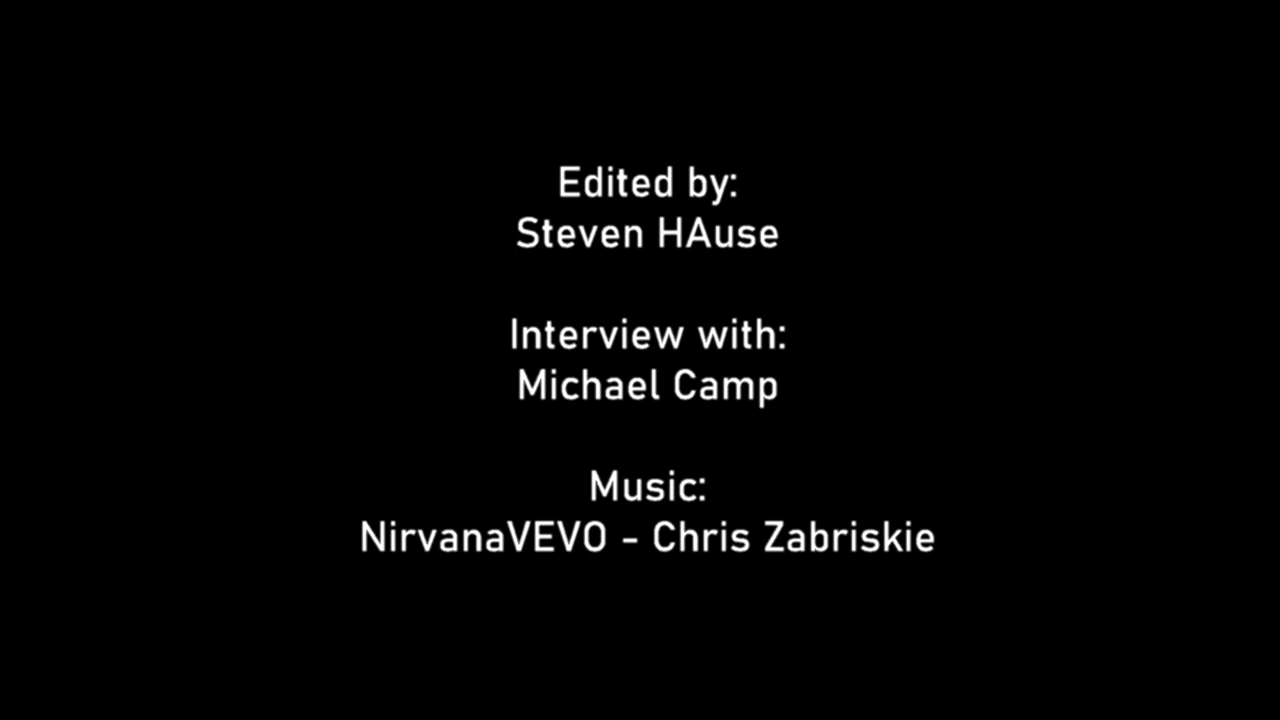 Edited by:
Steven HAuse
Interview with:
Michael Camp
Music:
NirvanaVEVO - Chris Zabriskie